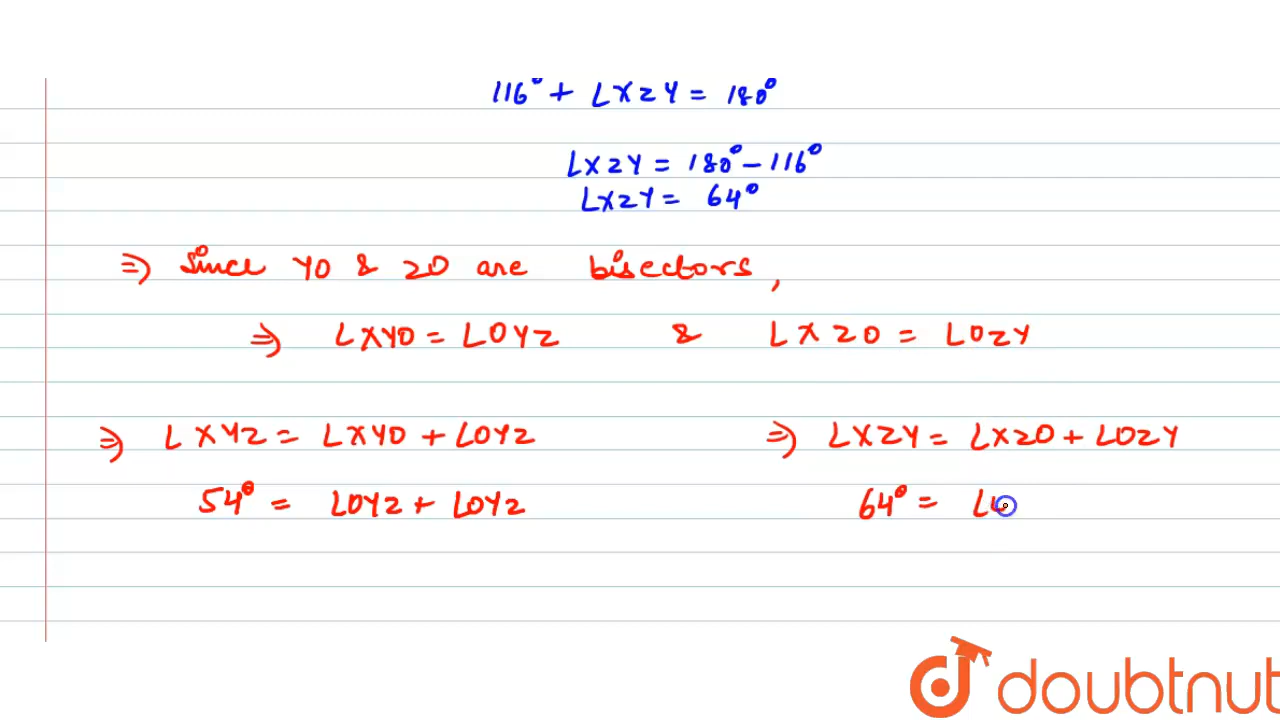 116° + ∠XZY = 180°
∠XZY = 180° - 116°
∠XZY = 64°
⇒) Since YO & ZO are bisectors,
⇒) ∠XYO = ∠OYZ & ∠XZO = ∠OZY
⇒) ∠XYZ = ∠XYO + ∠OYZ ⇒) ∠XZY = ∠XZO + ∠OZY
54° = ∠OYZ + ∠OYZ 64° = ∠
doubtnut